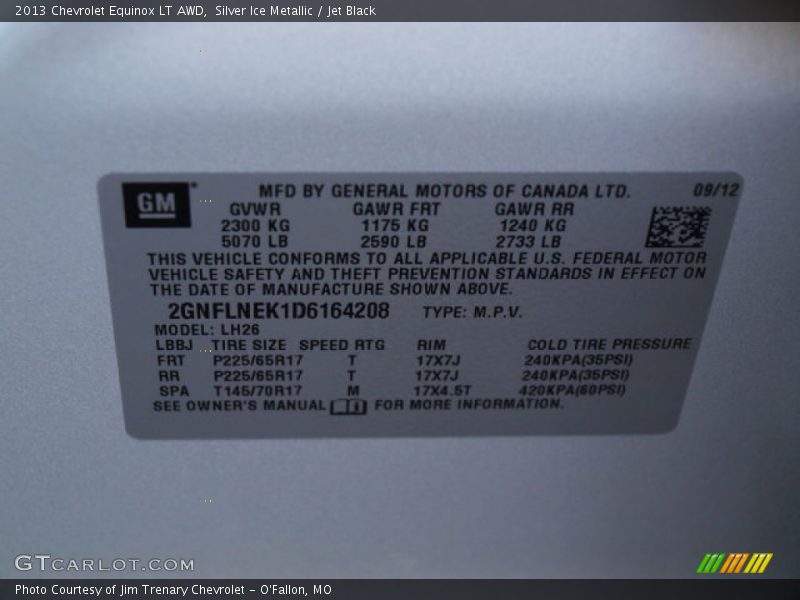 2013 Chevrolet Equinox LT AWD, Silver Ice Metallic / Jet Black
GM MFD BY GENERAL MOTORS OF CANADA LTD. 09/12
GVWR GAWR FRT GAWR RR
2300 KG 1175 KG 1240 KG
5070 LB 2590 LB 2733 LB
THIS VEHICLE CONFORMS TO ALL APPLICABLE U.S. FEDERAL MOTOR
VEHICLE SAFETY AND THEFT PREVENTION STANDARDS IN EFFECT ON
THE DATE OF MANUFACTURE SHOWN ABOVE.
2GNFLNEK1D6164208 TYPE: M.P.V.
MODEL: LH26
LBBJ TIRE SIZE SPEED RTG RIM COLD TIRE PRESSURE
FRT P225/65R17 T 17X7J 240KPA(35PSI)
RR P225/65R17 T 17X7J 240KPA(35PSI)
SPA T145/70R17 M 17X4.5T 420KPA(60PSI)
SEE OWNER'S MANUAL FOR MORE INFORMATION.
GTCARLOT.COM
Photo Courtesy of Jim Trenary Chevrolet - O'Fallon, MO